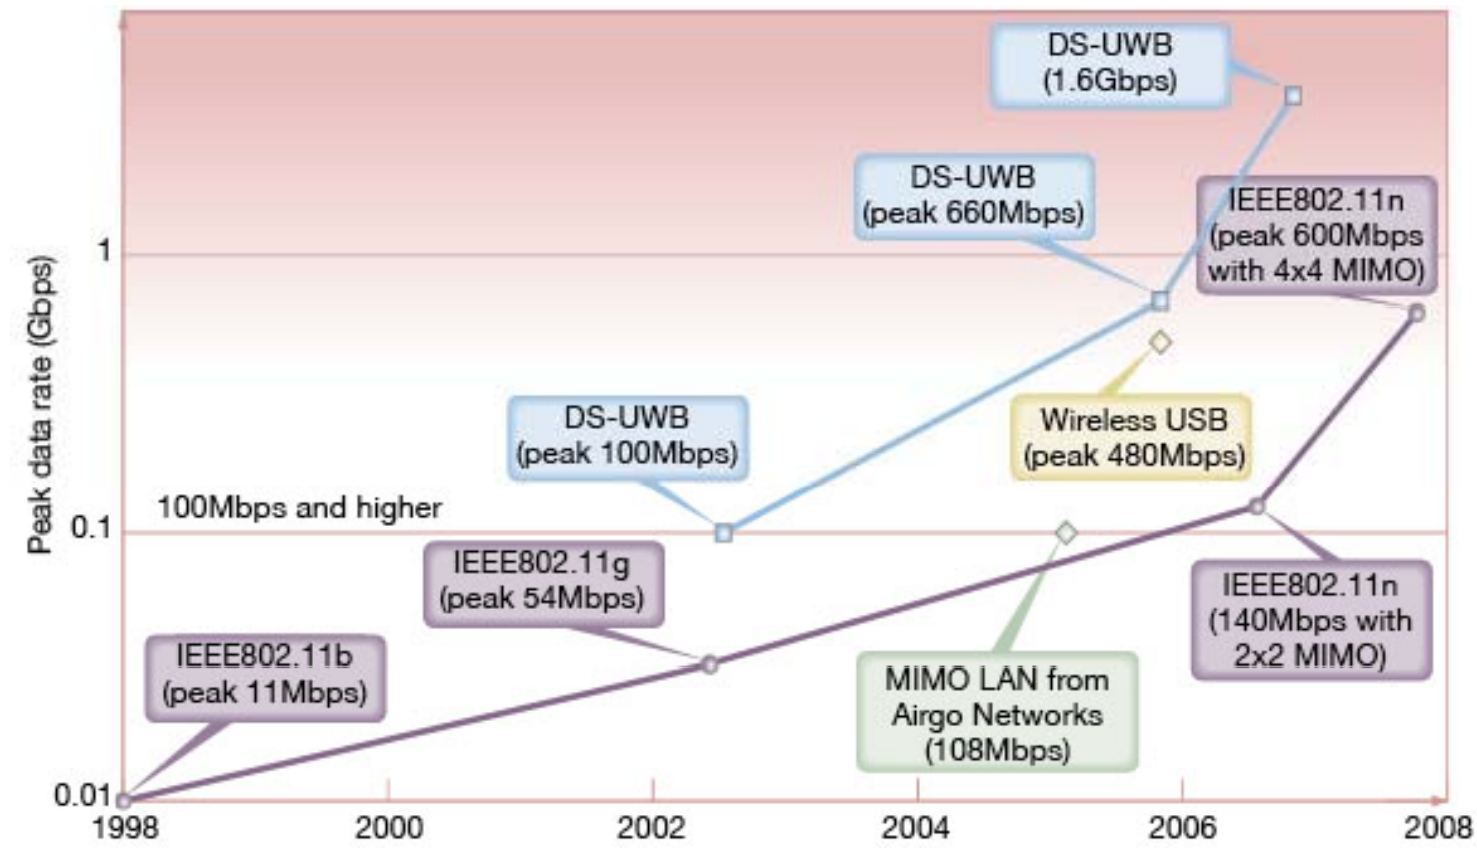 DS-UWB
(1.6Gbps)
DS-UWB
(peak 660Mbps)
IEEE802.11n
(peak 600Mbps
with 4x4 MIMO)
1
Peak data rate (Gbps)
DS-UWB
(peak 100Mbps)
Wireless USB
(peak 480Mbps)
100Mbps and higher
0.1
IEEE802.11g
(peak 54Mbps)
IEEE802.11n
(140Mbps with
2x2 MIMO)
IEEE802.11b
(peak 11Mbps)
MIMO LAN from
Airgo Networks
(108Mbps)
0.01
1998
2000
2002
2004
2006
2008